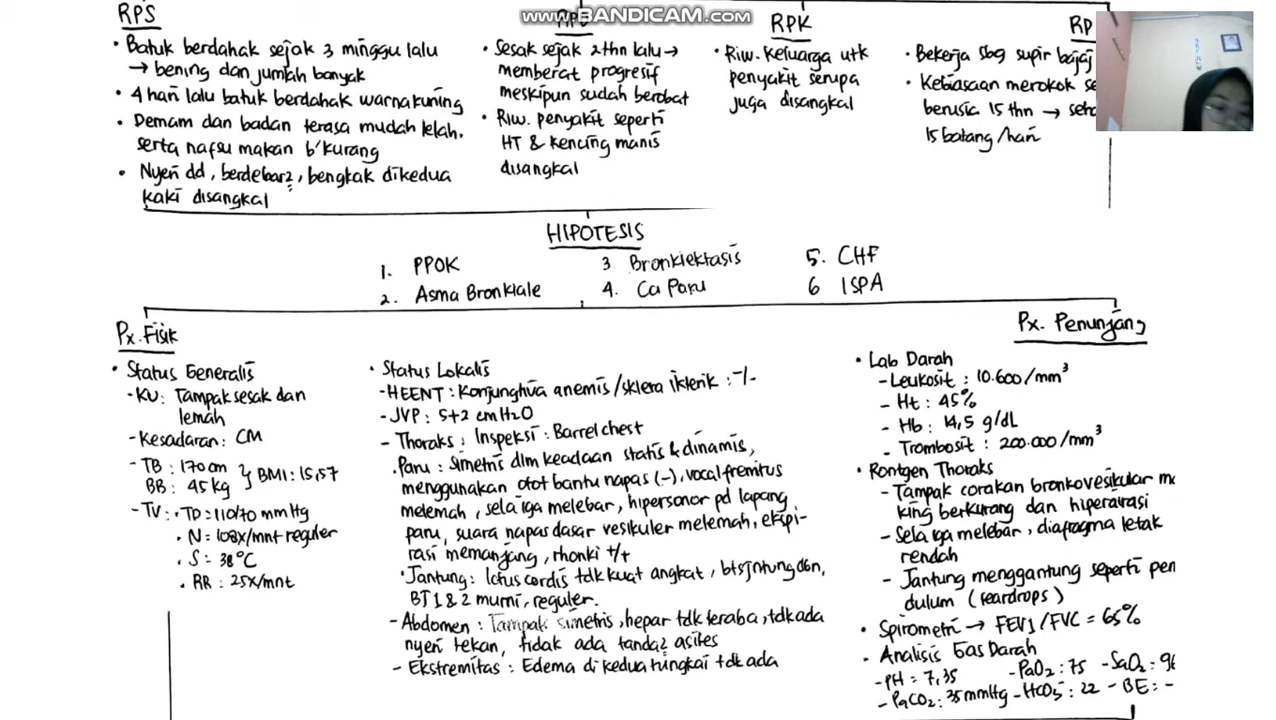 www.BANDICAM.com
RPS
• Batuk berdahak sejak 3 minggu lalu
→ bening dan jumlah banyak
• 4 hari lalu batuk berdahak warna kuning
• Demam dan badan terasa mudah lelah.
serta nafsu makan b'kurang
• Nyeri dd, berdebar2, bengkak dikedua
kaki disangkal
• Sesak sejak 2thn lalu →
memberat progresif
meskipun sudah berobat
• Riw. penyakit seperti
HT & kencing manis
disangkal
RPK
• Riw. Keluarga utk
penyakit serupa
juga disangkal
RP
• Bekerja sbg supir bajaj
• Kebiasaan merokok se
berusia 15 thn →
15 batang/hari
HIPOTESIS
1. PPOK
2. Asma Bronkiale
3. Bronkiektasis
4. Ca Paru
5. CHF
6 ISPA
Px. Fisik
• Status Generalis
- KU: Tampak sesak dan
lemah
- Kesadaran: CM
- TB : 170 cm
BB : 45 kg } BMI: 15,57
- TV: • TD = 110/70 mmHg
• N = 108x/mnt reguler
• S = 38°C
• RR : 25x/mnt
• Status Lokalis
- HEENT: Konjungtiva anemis/sklera ikterik : -/-
- JVP : 5+2 cm H2O
- Thoraks : Inspeksi : Barrel chest
• Paru : simetris dlm keadaan statis & dinamis,
menggunakan otot bantu napas (-), vocal fremitus
melemah, sela iga melebar, hipersonor pd lapang
paru, suara napas dasar vesikuler melemah, ekspi-
rasi memanjang, rhonki +/+
• Jantung: Ictus cordis tdk kuat angkat, bts jntung dbn,
BJ 1 & 2 murni, reguler.
- Abdomen : Tampak simetris, hepar tdk teraba, tdk ada
nyeri tekan, tidak ada tanda2 asites
- Ekstremitas : Edema di kedua tungkai tdk ada
Px. Penunjang
• Lab Darah
- Leukosit : 10.600/mm³
- Ht : 45%
- Hb : 14,5 g/dL
- Trombosit : 200.000/mm³
• Rontgen Thoraks
- Tampak corakan bronkovesikular ma
king berkurang dan hiperaerasi
- Sela iga melebar, diafragma letak
rendah
- Jantung menggantung seperti pen
dulum (teardrops)
• Spirometri → FEV1/FVC = 65%
• Analisis Gas Darah
- pH = 7,35 - PaO2 : 75 - SaO2 : 96
- PaCO2 : 35 mmHg - HCO3 : 22 - BE : -